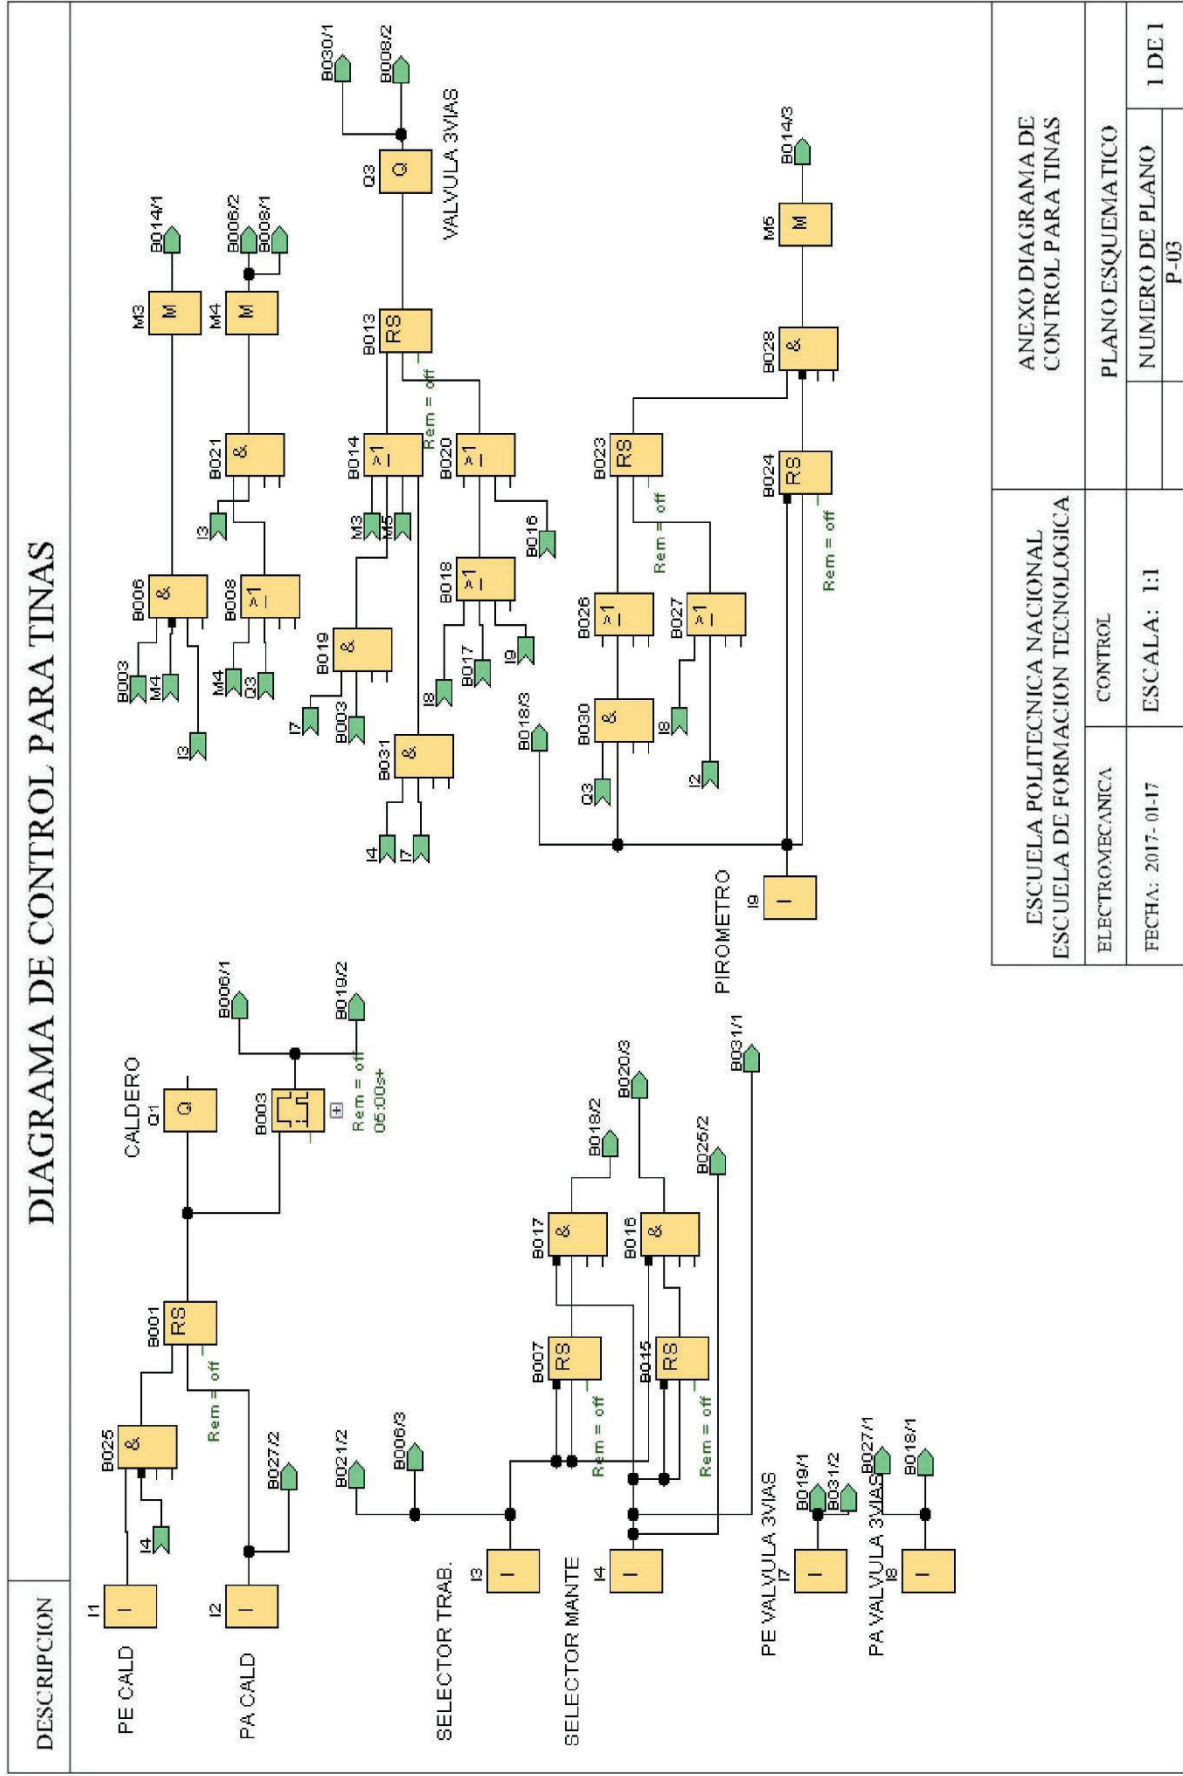 DIAGRAMA DE CONTROL PARA TINAS
DESCRIPCION
PE CALD
I1
I
I4
B025
&
B001
RS
Rem = off
CALDERO
Q1
Q
PA CALD
I2
I
B027/2
B003
Rem = off
06:00s+
B006/1
B019/2
SELECTOR TRAB.
I3
I
B021/2
B006/3
B007
RS
Rem = off
B017
&
B018/2
SELECTOR MANTE
I4
I
B015
RS
Rem = off
B016
&
B020/3
B025/2
B031/1
PE VALVULA 3VIAS
I7
I
B019/1
B031/2
PA VALVULA 3VIAS
I8
I
B027/1
B018/1
B003
M4
I3
B006
&
M3
M
B014/1
M4
Q3
B008
>1
I3
B021
&
M4
M
B006/2
B008/1
I7
B003
B019
&
I4
I7
B031
&
M3
M5
B014
>1
B013
RS
Rem = off
Q3
Q
VALVULA 3VIAS
B030/1
B008/2
I8
B017
I9
B018
>1
B016
B020
>1
B018/3
Q3
B030
&
B026
>1
I8
I2
B027
>1
B023
RS
Rem = off
PIROMETRO
I9
I
B024
RS
Rem = off
B028
&
M5
M
B014/3
ESCUELA POLITECNICA NACIONAL
ESCUELA DE FORMACION TECNOLOGICA
ANEXO DIAGRAMA DE
CONTROL PARA TINAS
ELECTROMECANICA
CONTROL
PLANO ESQUEMATICO
FECHA: 2017- 01-17
ESCALA: 1:1
NUMERO DE PLANO
P-03
1 DE 1